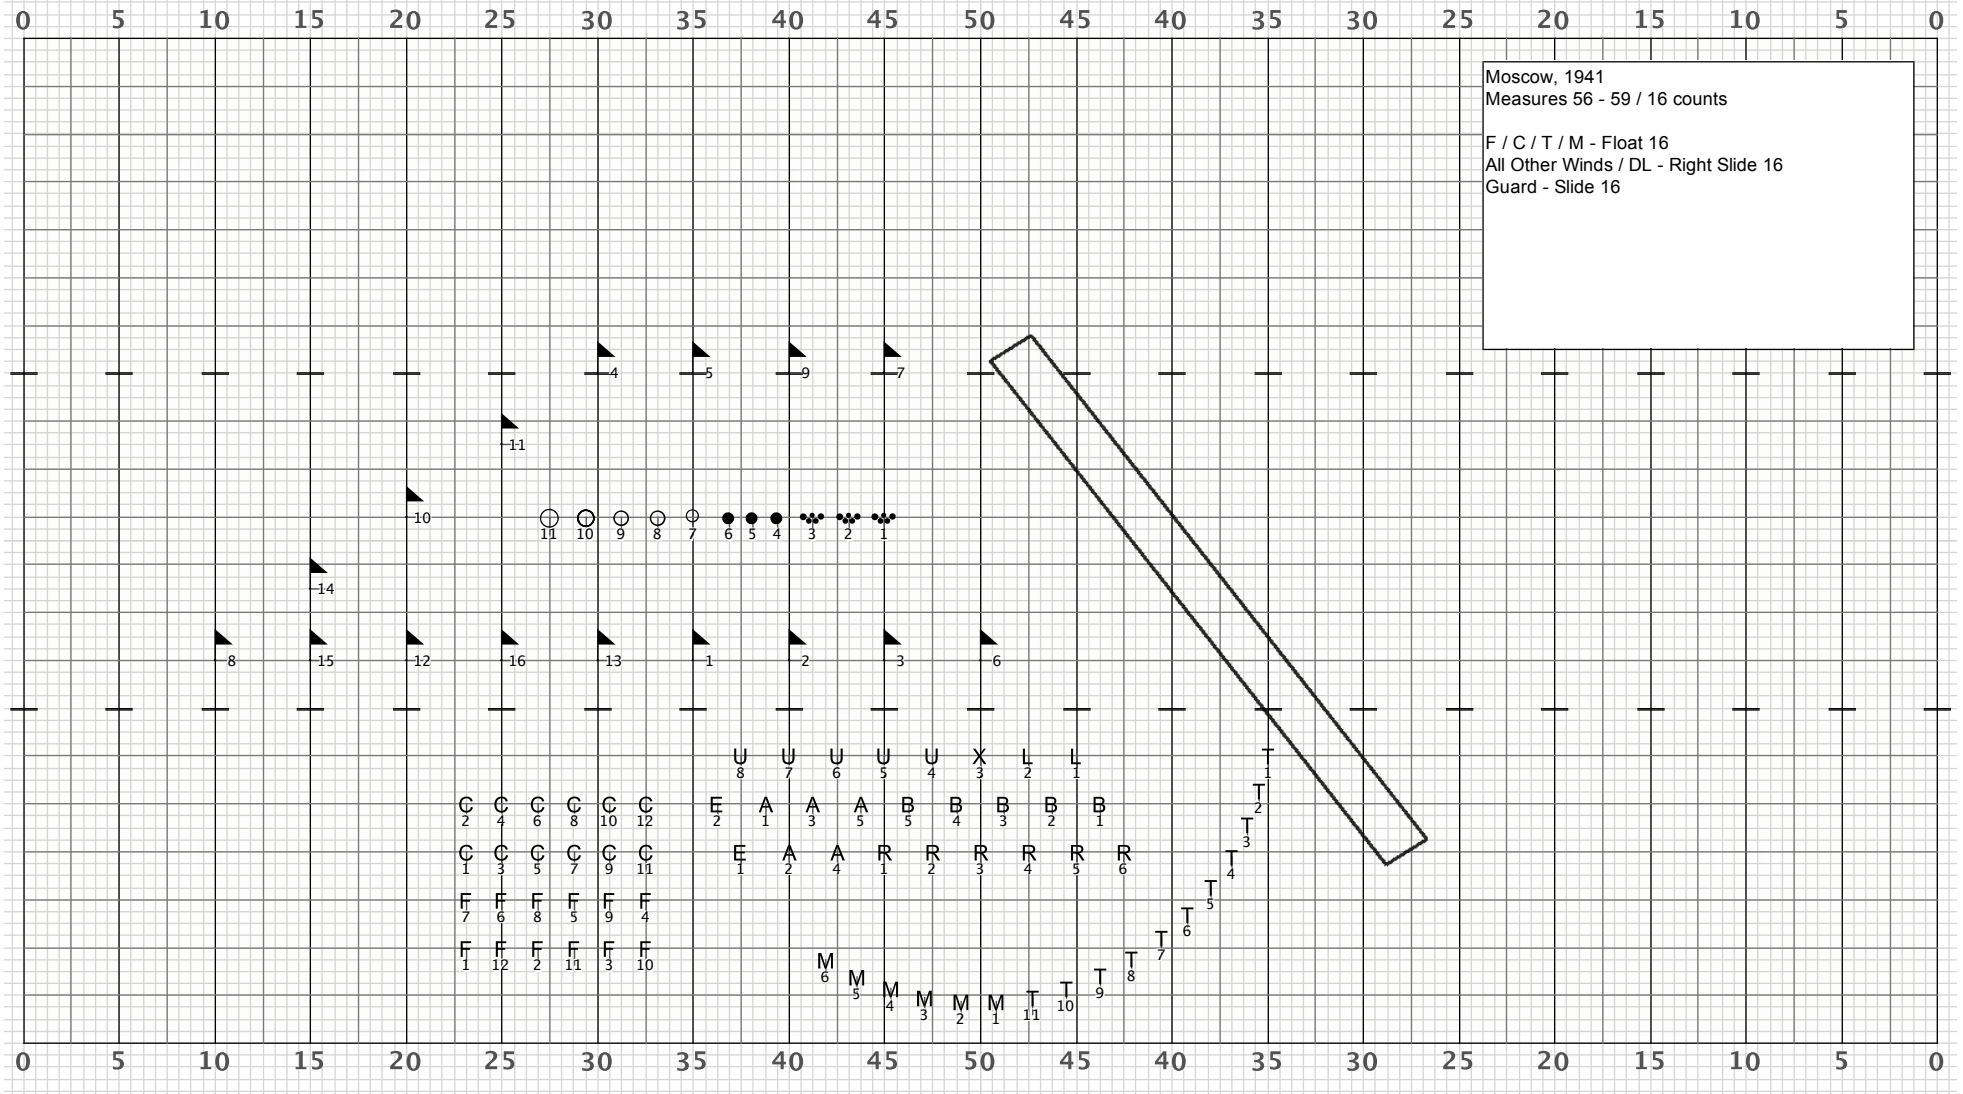 0 5 10 15 20 25 30 35 40 45 50 45 40 35 30 25 20 15 10 5 0
Moscow, 1941
Measures 56 - 59 / 16 counts
F / C / T / M - Float 16
All Other Winds / DL - Right Slide 16
Guard - Slide 16
4 5 9 7
11
10
11 10 9 8 7 6 5 4 3 2 1
14
8 15 12 16 13 1 2 3 6
U U U U U X L L T
8 7 6 5 4 3 2 1 1
T
2
C C C C C C E A A A B B B B B
2 4 6 8 10 12 2 1 3 5 5 4 3 2 1
T
3
C C C C C C E A A R R R R R R T
1 3 5 7 9 11 1 2 4 1 2 3 4 5 6 4
T
5
F F F F F F
7 6 8 5 9 4
T
6
T
7
F F F F F F
1 12 2 11 3 10
M T
6 8
M T
5 9
M T
4 10
M M M T
3 2 1 11
0 5 10 15 20 25 30 35 40 45 50 45 40 35 30 25 20 15 10 5 0